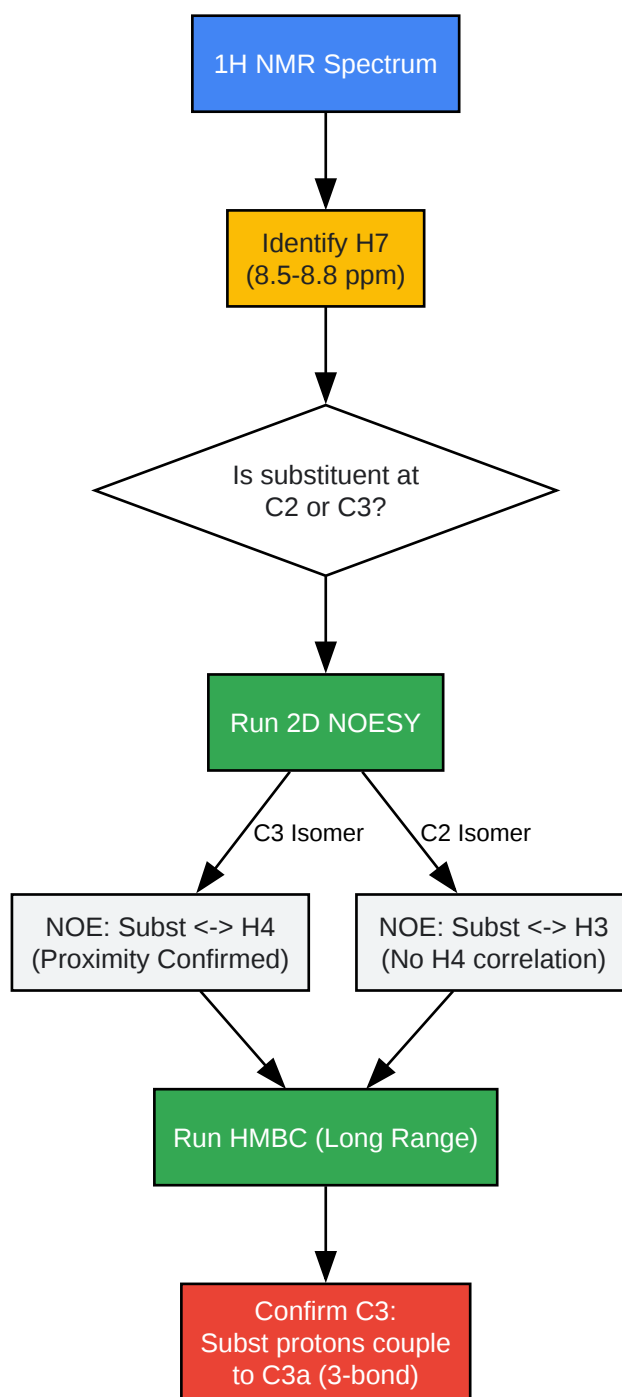 1H NMR Spectrum
Identify H7
(8.5-8.8 ppm)
Is substituent at
C2 or C3?
Run 2D NOESY
C3 Isomer
C2 Isomer
NOE: Subst <-> H4
(Proximity Confirmed)
NOE: Subst <-> H3
(No H4 correlation)
Run HMBC (Long Range)
Confirm C3:
Subst protons couple
to C3a (3-bond)